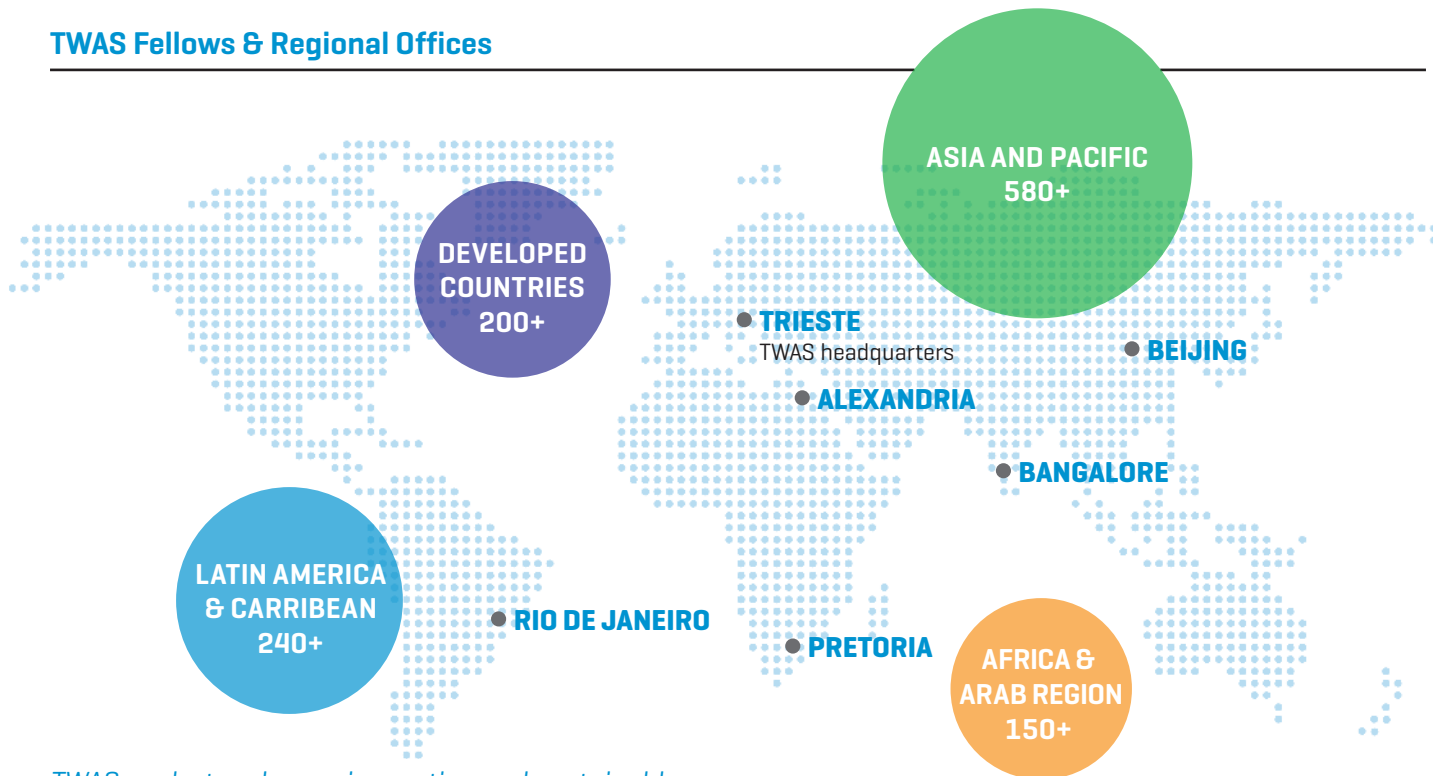 TWAS Fellows & Regional Offices
ASIA AND PACIFIC
580+
DEVELOPED
COUNTRIES
200+
TRIESTE
TWAS headquarters
BEIJING
ALEXANDRIA
BANGALORE
LATIN AMERICA
& CARRIBEAN
240+
RIO DE JANEIRO
PRETORIA
AFRICA &
ARAB REGION
150+